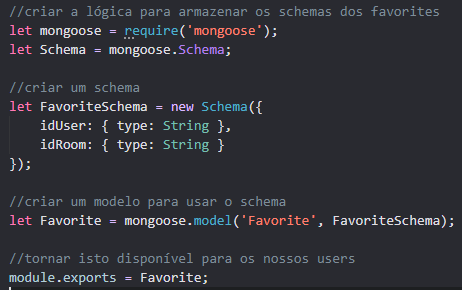 //criar a lógica para armazenar os schemas dos favorites
let mongoose = require('mongoose');
let Schema = mongoose.Schema;
//criar um schema
let FavoriteSchema = new Schema({
    idUser: { type: String },
    idRoom: { type: String }
});
//criar um modelo para usar o schema
let Favorite = mongoose.model('Favorite', FavoriteSchema);
//tornar isto disponível para os nossos users
module.exports = Favorite;